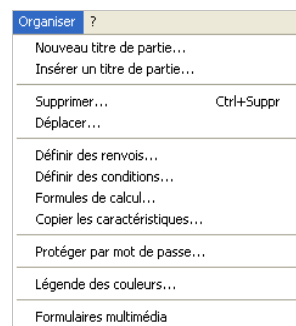 Organiser ?
Nouveau titre de partie...
Insérer un titre de partie...
Supprimer... Ctrl+Suppr
Déplacer...
Définir des renvois...
Définir des conditions...
Formules de calcul...
Copier les caractéristiques...
Protéger par mot de passe...
Légende des couleurs...
Formulaires multimédia